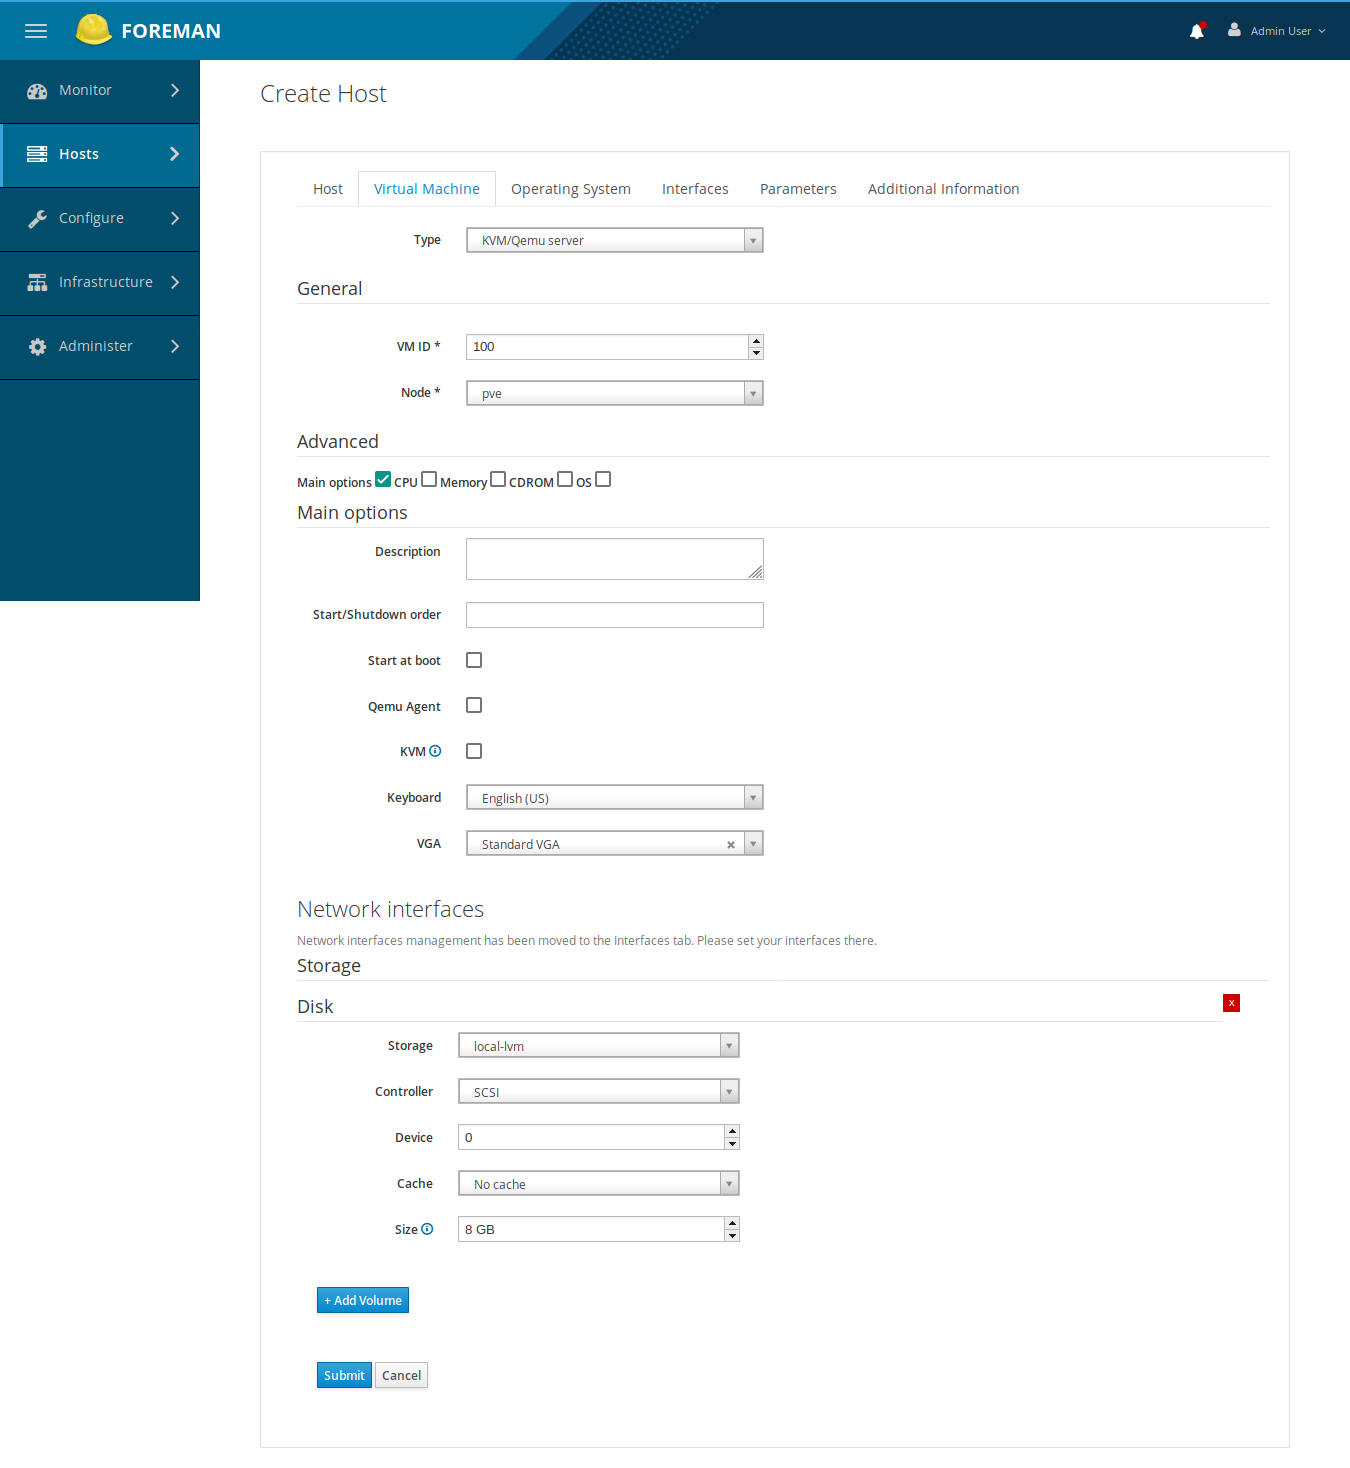 FOREMAN
Admin User
Monitor
Hosts
Configure
Infrastructure
Administer
Create Host
Host Virtual Machine Operating System Interfaces Parameters Additional Information
Type KVM/Qemu server
General
VM ID * 100
Node * pve
Advanced
Main options CPU Memory CDROM OS
Main options
Description
Start/Shutdown order
Start at boot
Qemu Agent
KVM
Keyboard English (US)
VGA Standard VGA
Network interfaces
Network interfaces management has been moved to the Interfaces tab. Please set your interfaces there.
Storage
Disk x
Storage local-lvm
Controller SCSI
Device 0
Cache No cache
Size 8 GB
+ Add Volume
Submit Cancel